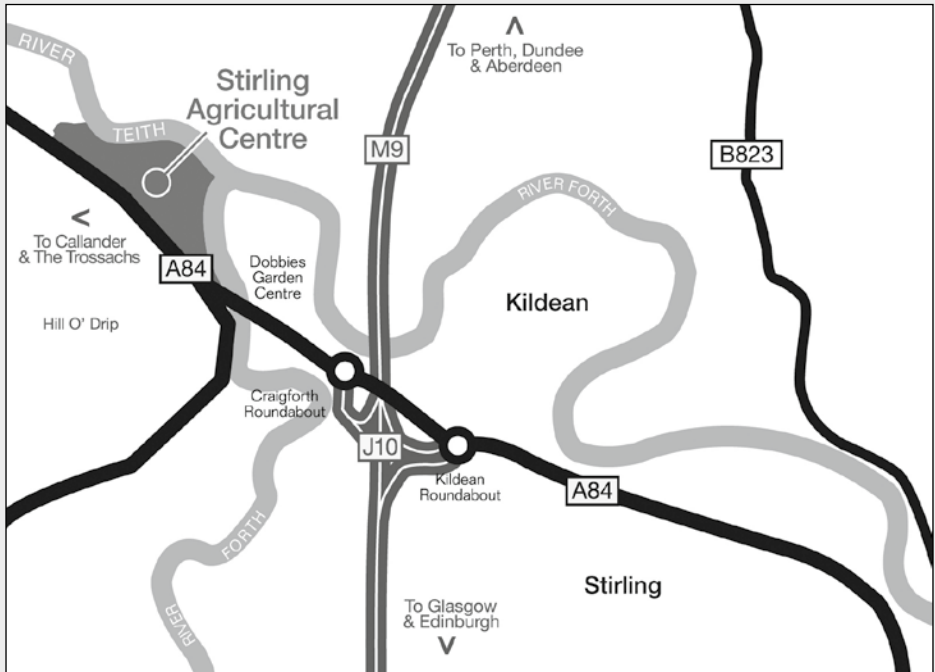 RIVER
TEITH
Stirling
Agricultural
Centre
To Perth, Dundee
& Aberdeen
M9
B823
RIVER FORTH
<
To Callander
& The Trossachs
A84
Dobbies
Garden
Centre
Kildean
Hill O' Drip
Craigforth
Roundabout
J10
Kildean
Roundabout
A84
FORTH
RIVER
Stirling
To Glasgow
& Edinburgh